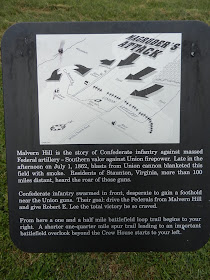 MAGRUDER'S
ATTACK
Malvern Hill is the story of Confederate infantry against massed
Federal artillery – Southern valor against Union firepower. Late in the
afternoon on July 1, 1862, blasts from Union cannon blanketed this
field with smoke. Residents of Staunton, Virginia, more than 100
miles distant, heard the roar of these guns.
Confederate infantry swarmed in front, desperate to gain a foothold
near the Union guns. Their goal: drive the Federals from Malvern Hill
and give Robert E. Lee the total victory he so craved.
From here a one and a half mile battlefield loop trail begins to your
right. A shorter one-quarter mile spur trail leading to an important
battlefield overlook beyond the Crew House starts to your left.